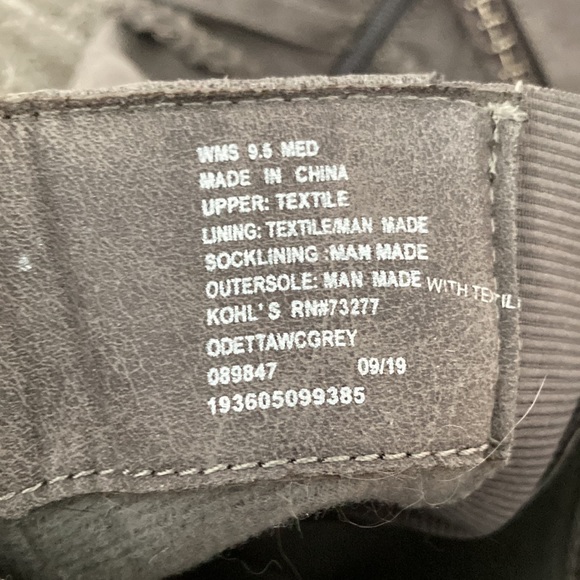 WMS 9.5 MED
MADE IN CHINA
UPPER: TEXTILE
LINING: TEXTILE/MAN MADE
SOCKLINING :MAN MADE
OUTERSOLE: MAN MADE WITH TEXTIL
KOHL'S RN#73277
ODETTAWCGREY
089847 09/19
193605099385